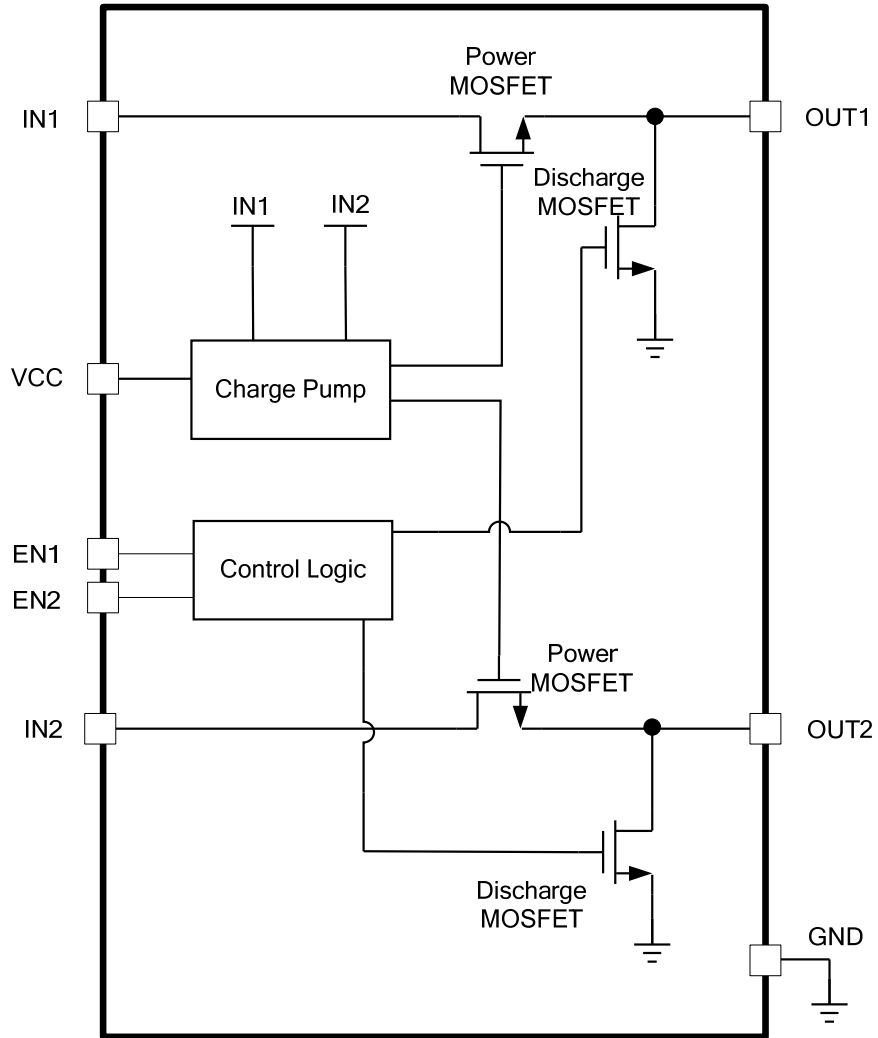 Power
MOSFET
IN1
OUT1
Discharge
MOSFET
IN1
IN2
VCC
Charge Pump
EN1
Control Logic
EN2
Power
MOSFET
IN2
OUT2
Discharge
MOSFET
GND